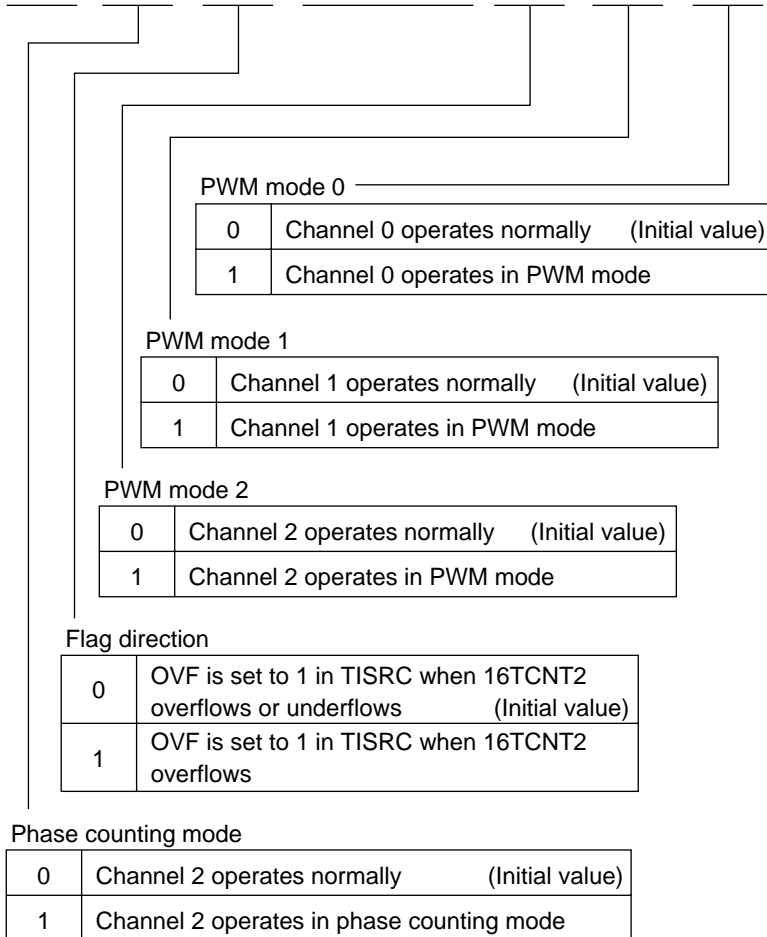 PWM mode 0
0 Channel 0 operates normally (Initial value)
1 Channel 0 operates in PWM mode
PWM mode 1
0 Channel 1 operates normally (Initial value)
1 Channel 1 operates in PWM mode
PWM mode 2
0 Channel 2 operates normally (Initial value)
1 Channel 2 operates in PWM mode
Flag direction
0 OVF is set to 1 in TISRC when 16TCNT2
overflows or underflows (Initial value)
1 OVF is set to 1 in TISRC when 16TCNT2
overflows
Phase counting mode
0 Channel 2 operates normally (Initial value)
1 Channel 2 operates in phase counting mode